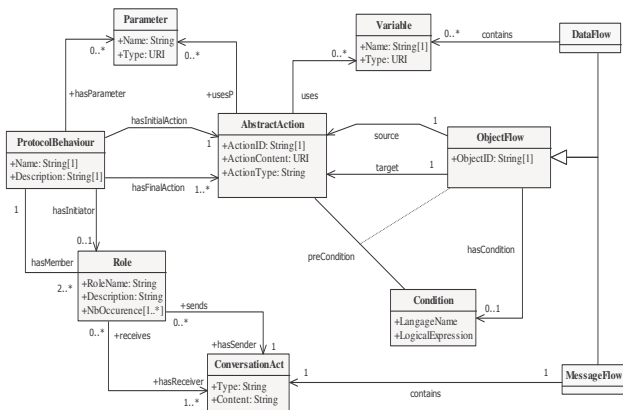 Parameter
+Name: String
+Type: URI
Variable
+Name: String[1]
+Type: URI
DataFlow
0..*
contains
0..*
0..*
0..*
+hasParameter
+usesP
uses
hasInitialAction
1
AbstractAction
+ActionID: String[1]
+ActionContent: URI
+ActionType: String
source
1
target
1
ObjectFlow
+ObjectID: String[1]
ProtocolBehaviour
+Name: String[1]
+Description: String[1]
hasFinalAction
1..*
1
hasInitiator
0..1
hasMember
2..*
Role
+RoleName: String
+Description: String
+NbOccurence[1..*]
preCondition
hasCondition
0..1
Condition
+LangageName
+LogicalExpression
0..*
+receives
+sends
0..*
+hasSender
1
ConversationAct
+Type: String
+Content: String
+hasReceiver
1..*
1
contains
1
MessageFlow